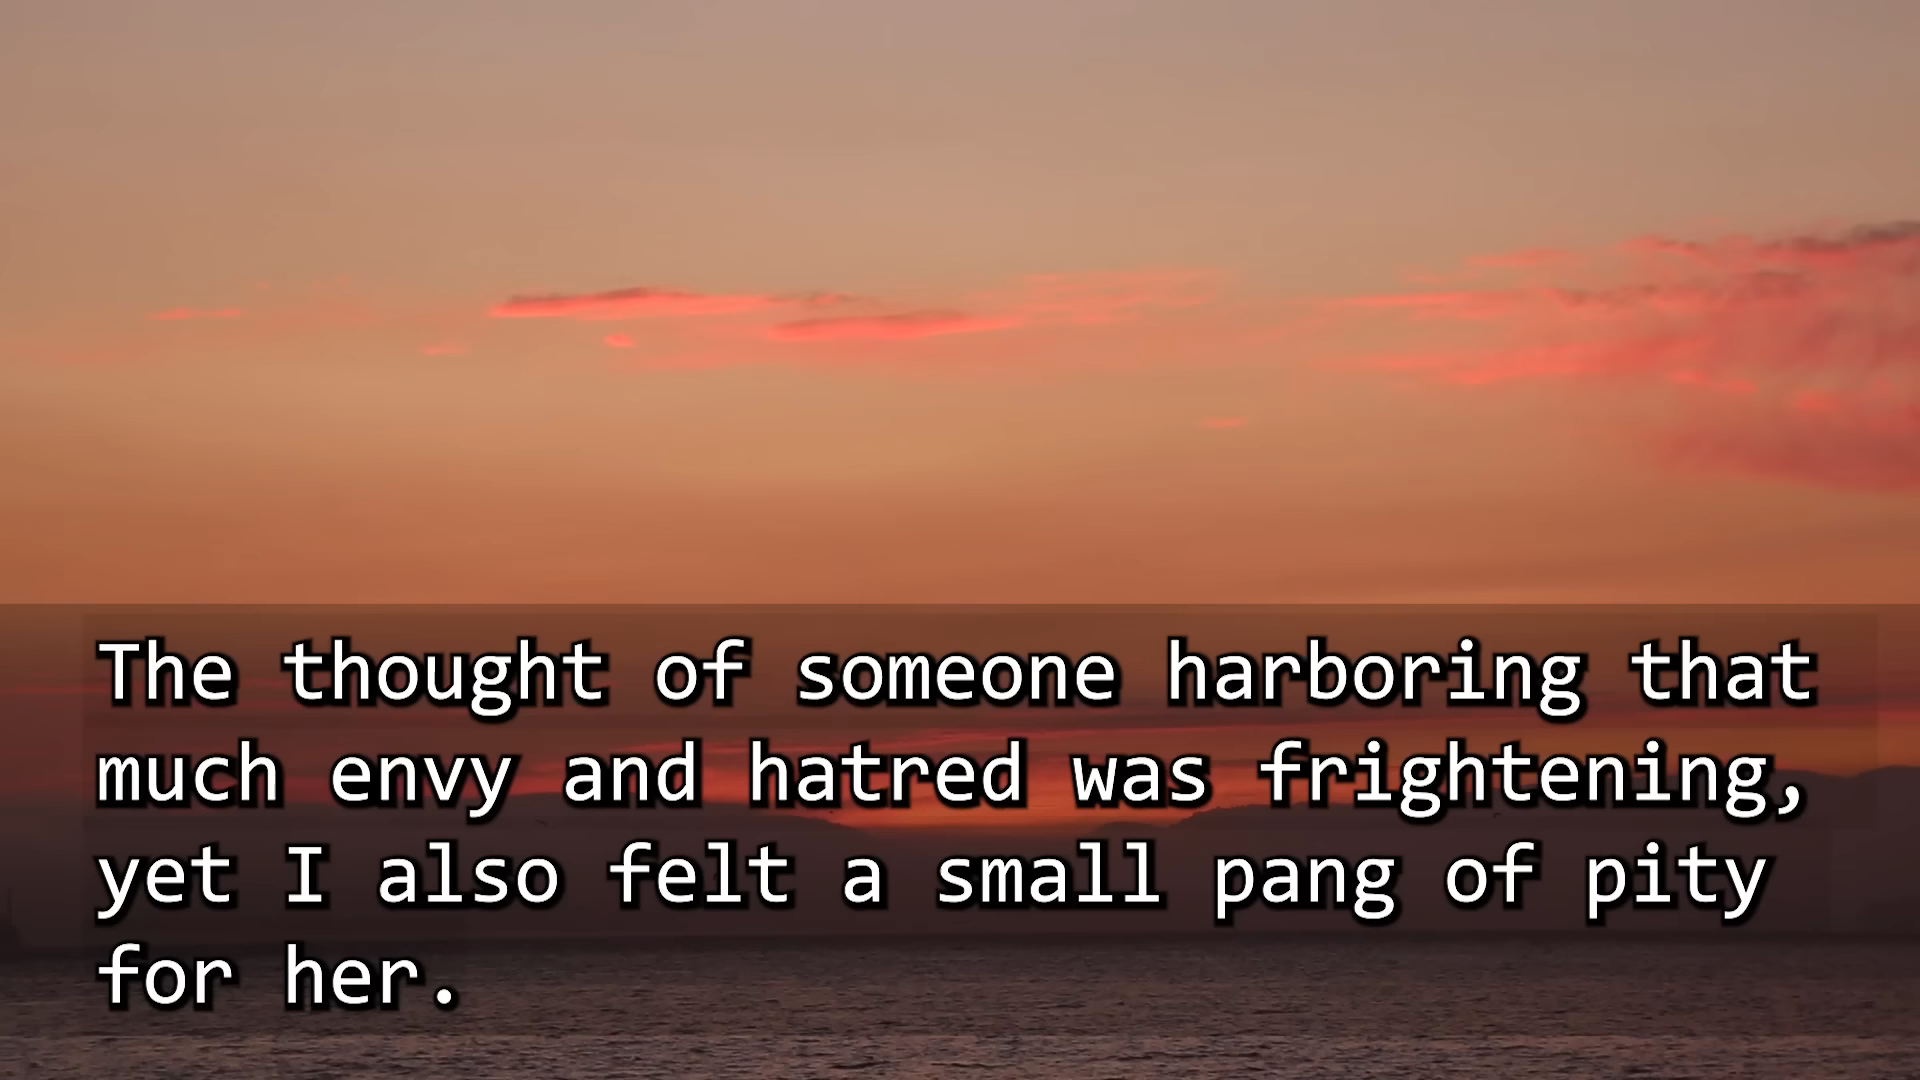 The thought of someone harboring that
much envy and hatred was frightening,
yet I also felt a small pang of pity
for her.